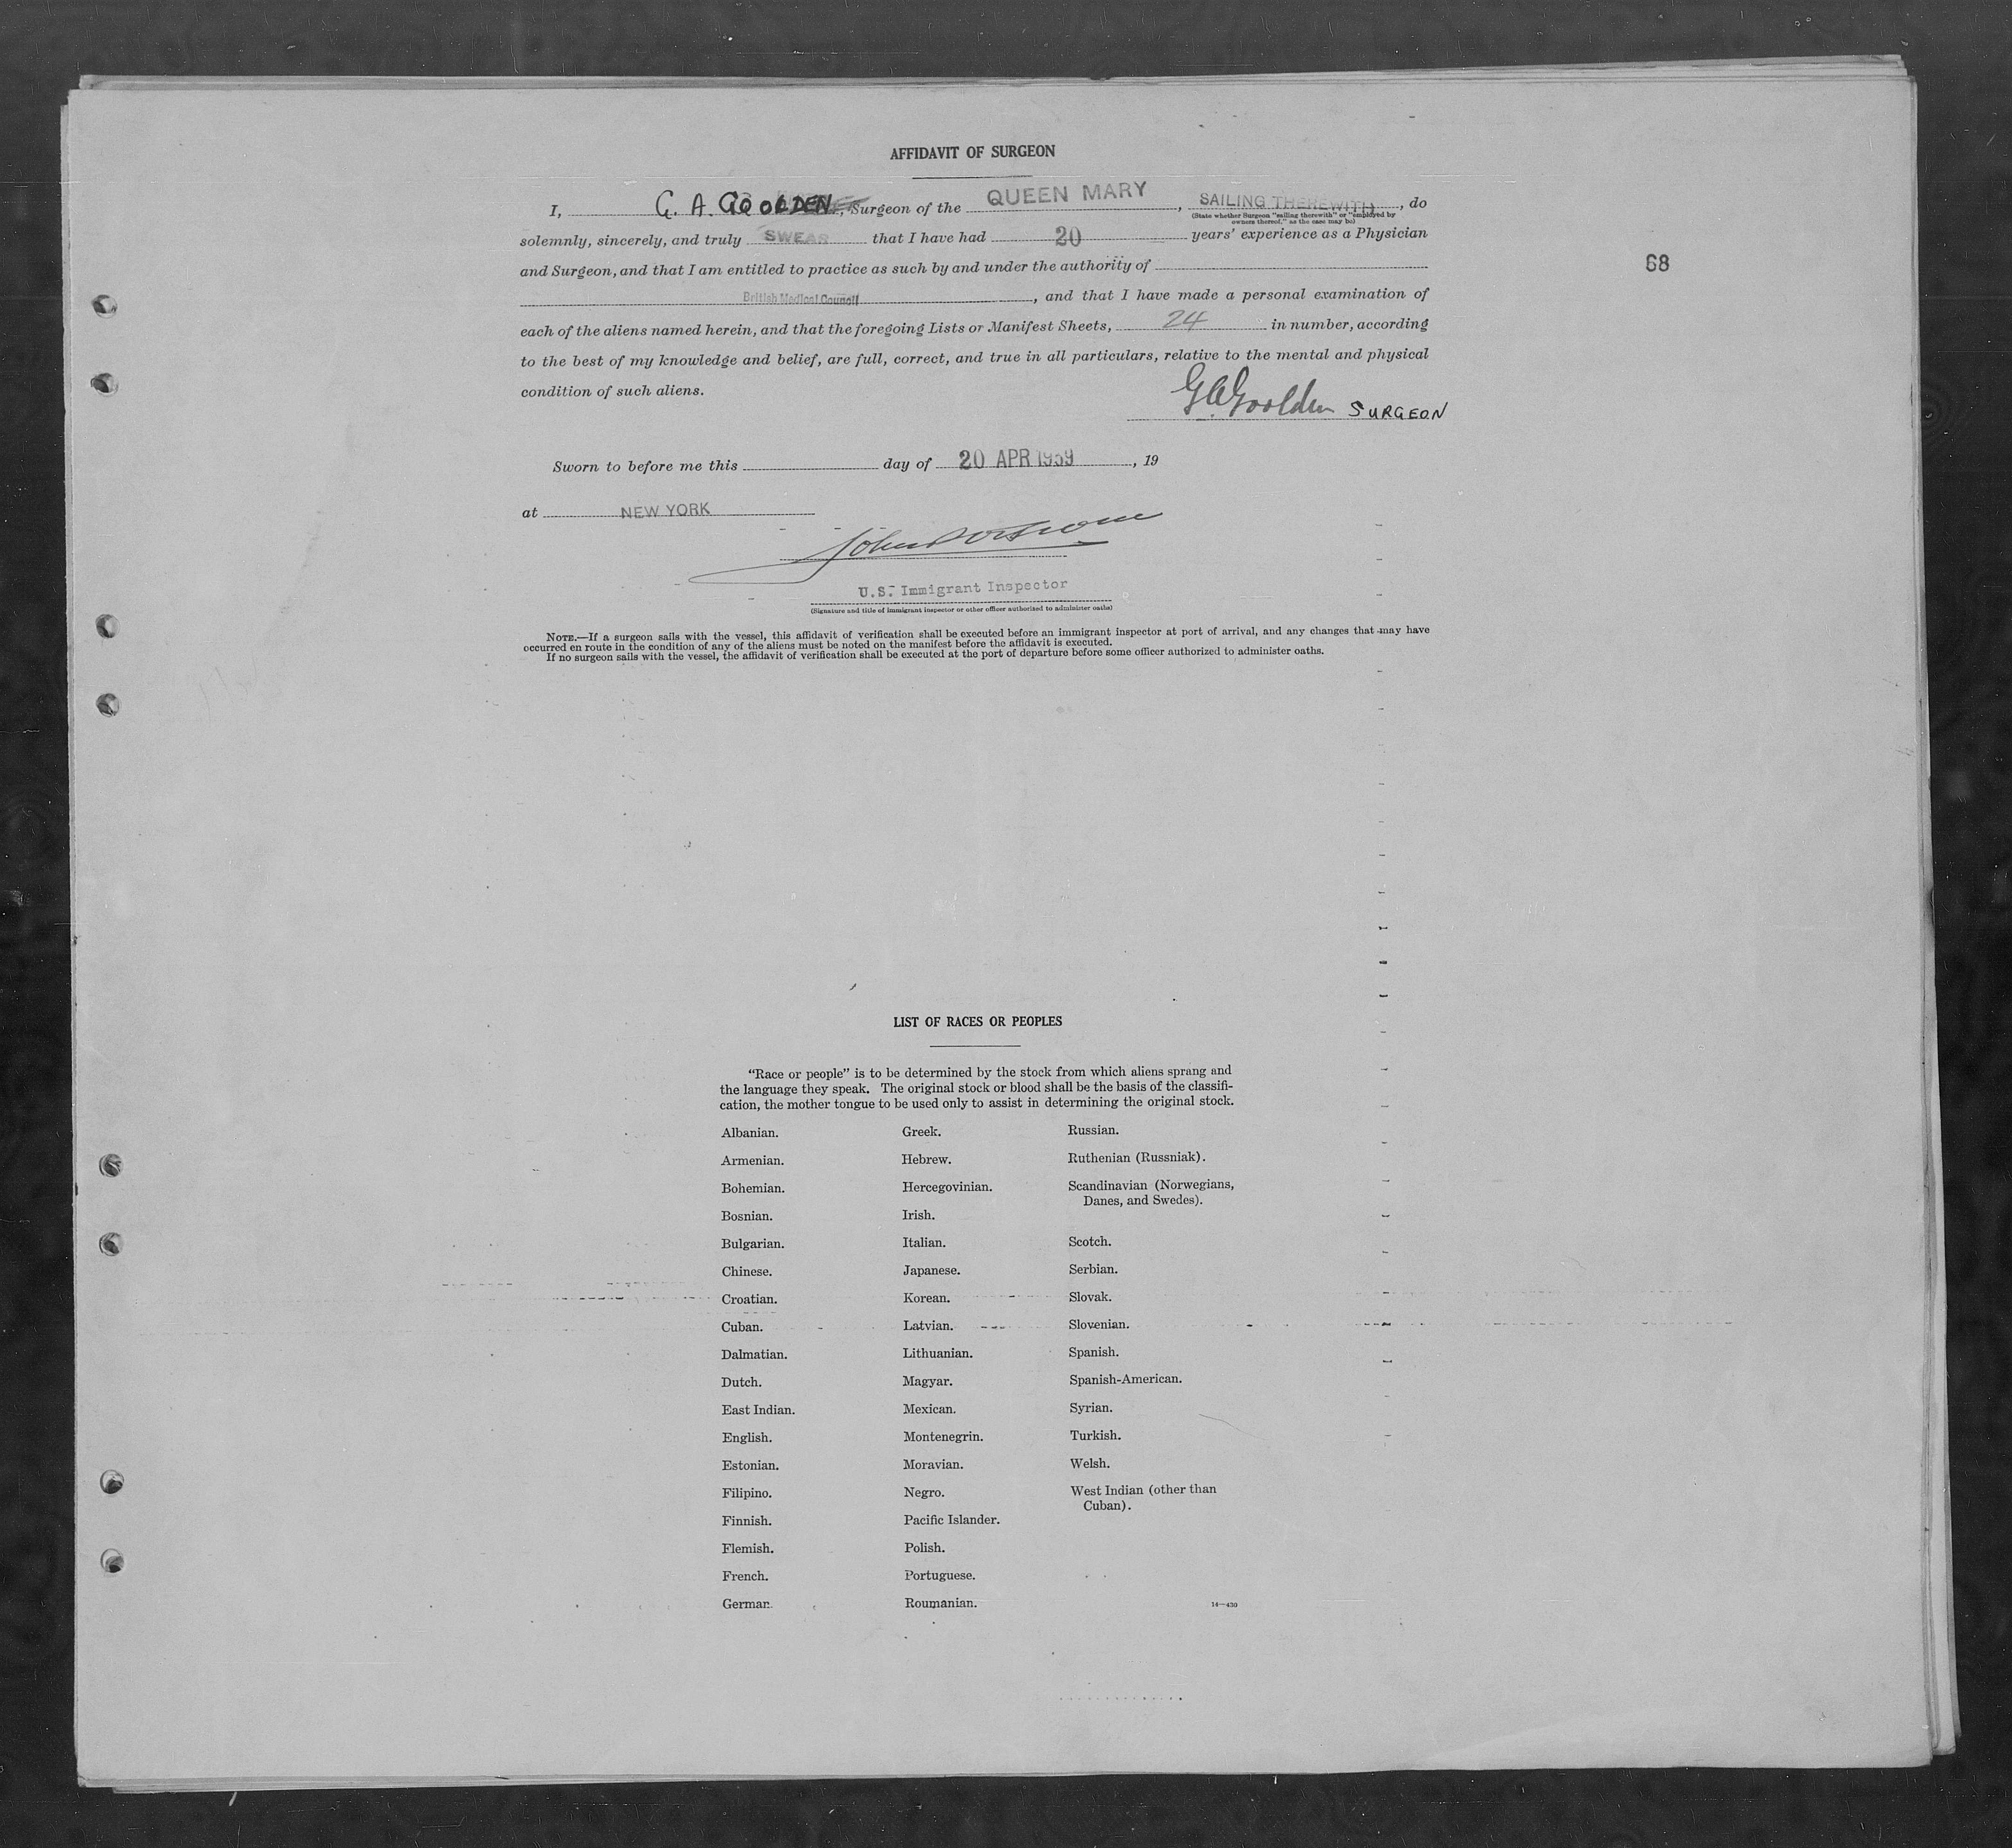 AFFIDAVIT OF SURGEON
I, G. A. GOOLDEN, Surgeon of the QUEEN MARY, SAILING THEREWITH, do
(State whether Surgeon "sailing therewith" or "employed by
owners thereof," as the case may be)
solemnly, sincerely, and truly SWEAR that I have had 20 years' experience as a Physician
and Surgeon, and that I am entitled to practice as such by and under the authority of
British Medical Council, and that I have made a personal examination of
68
each of the aliens named herein, and that the foregoing Lists or Manifest Sheets, 24 in number, according
to the best of my knowledge and belief, are full, correct, and true in all particulars, relative to the mental and physical
condition of such aliens.
G A Goolden SURGEON
Sworn to before me this day of 20 APR 1939, 19
at NEW YORK
John
U.S. Immigrant Inspector
(Signature and title of immigrant inspector or other officer authorized to administer oaths)
NOTE.—If a surgeon sails with the vessel, this affidavit of verification shall be executed before an immigrant inspector at port of arrival, and any changes that may have
occurred en route in the condition of any of the aliens must be noted on the manifest before the affidavit is executed.
If no surgeon sails with the vessel, the affidavit of verification shall be executed at the port of departure before some officer authorized to administer oaths.
LIST OF RACES OR PEOPLES
"Race or people" is to be determined by the stock from which aliens sprang and
the language they speak. The original stock or blood shall be the basis of the classifi-
cation, the mother tongue to be used only to assist in determining the original stock.
Albanian.
Armenian.
Bohemian.
Bosnian.
Bulgarian.
Chinese.
Croatian.
Cuban.
Dalmatian.
Dutch.
East Indian.
English.
Estonian.
Filipino.
Finnish.
Flemish.
French.
German.
Greek.
Hebrew.
Hercegovinian.
Irish.
Italian.
Japanese.
Korean.
Latvian.
Lithuanian.
Magyar.
Mexican.
Montenegrin.
Moravian.
Negro.
Pacific Islander.
Polish.
Portuguese.
Roumanian.
Russian.
Ruthenian (Russniak).
Scandinavian (Norwegians,
Danes, and Swedes).
Scotch.
Serbian.
Slovak.
Slovenian.
Spanish.
Spanish-American.
Syrian.
Turkish.
Welsh.
West Indian (other than
Cuban).
14—430